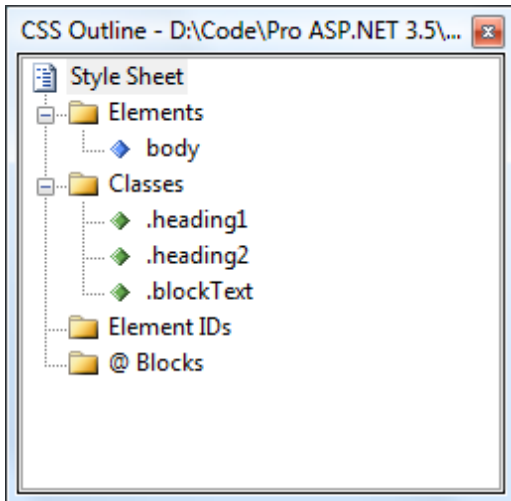 CSS Outline - D:\Code\Pro ASP.NET 3.5\...
Style Sheet
Elements
body
Classes
.heading1
.heading2
.blockText
Element IDs
@ Blocks